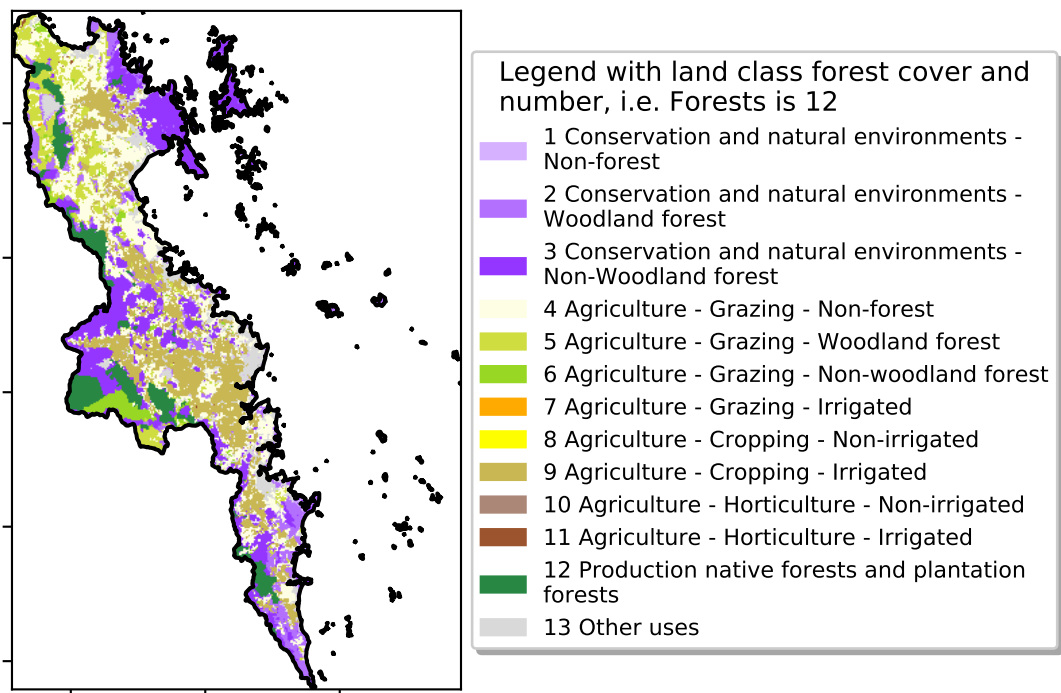 Legend with land class forest cover and
number, i.e. Forests is 12
1 Conservation and natural environments -
Non-forest
2 Conservation and natural environments -
Woodland forest
3 Conservation and natural environments -
Non-Woodland forest
4 Agriculture - Grazing - Non-forest
5 Agriculture - Grazing - Woodland forest
6 Agriculture - Grazing - Non-woodland forest
7 Agriculture - Grazing - Irrigated
8 Agriculture - Cropping - Non-irrigated
9 Agriculture - Cropping - Irrigated
10 Agriculture - Horticulture - Non-irrigated
11 Agriculture - Horticulture - Irrigated
12 Production native forests and plantation
forests
13 Other uses